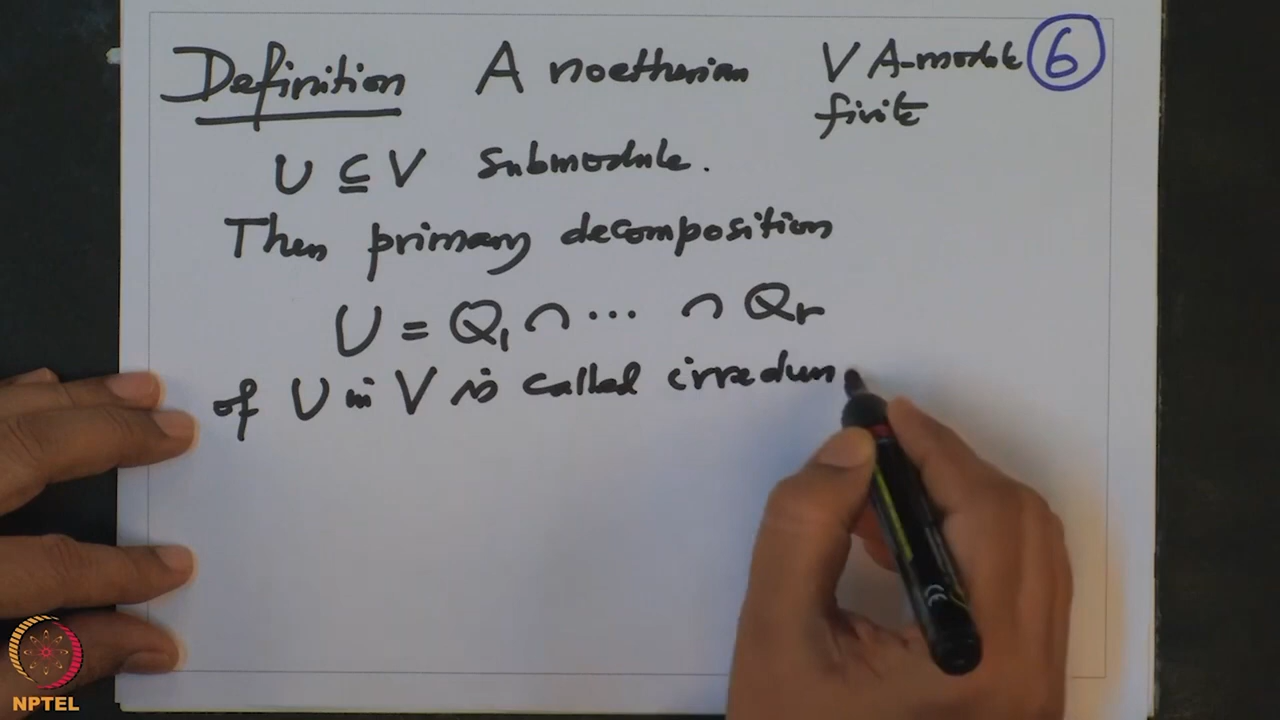 Definition A noetherian V A-module 6
finite
U ⊆ V submodule.
Then primary decomposition
U = Q₁ ∩ ... ∩ Qᵣ
of U in V is called irredun
NPTEL